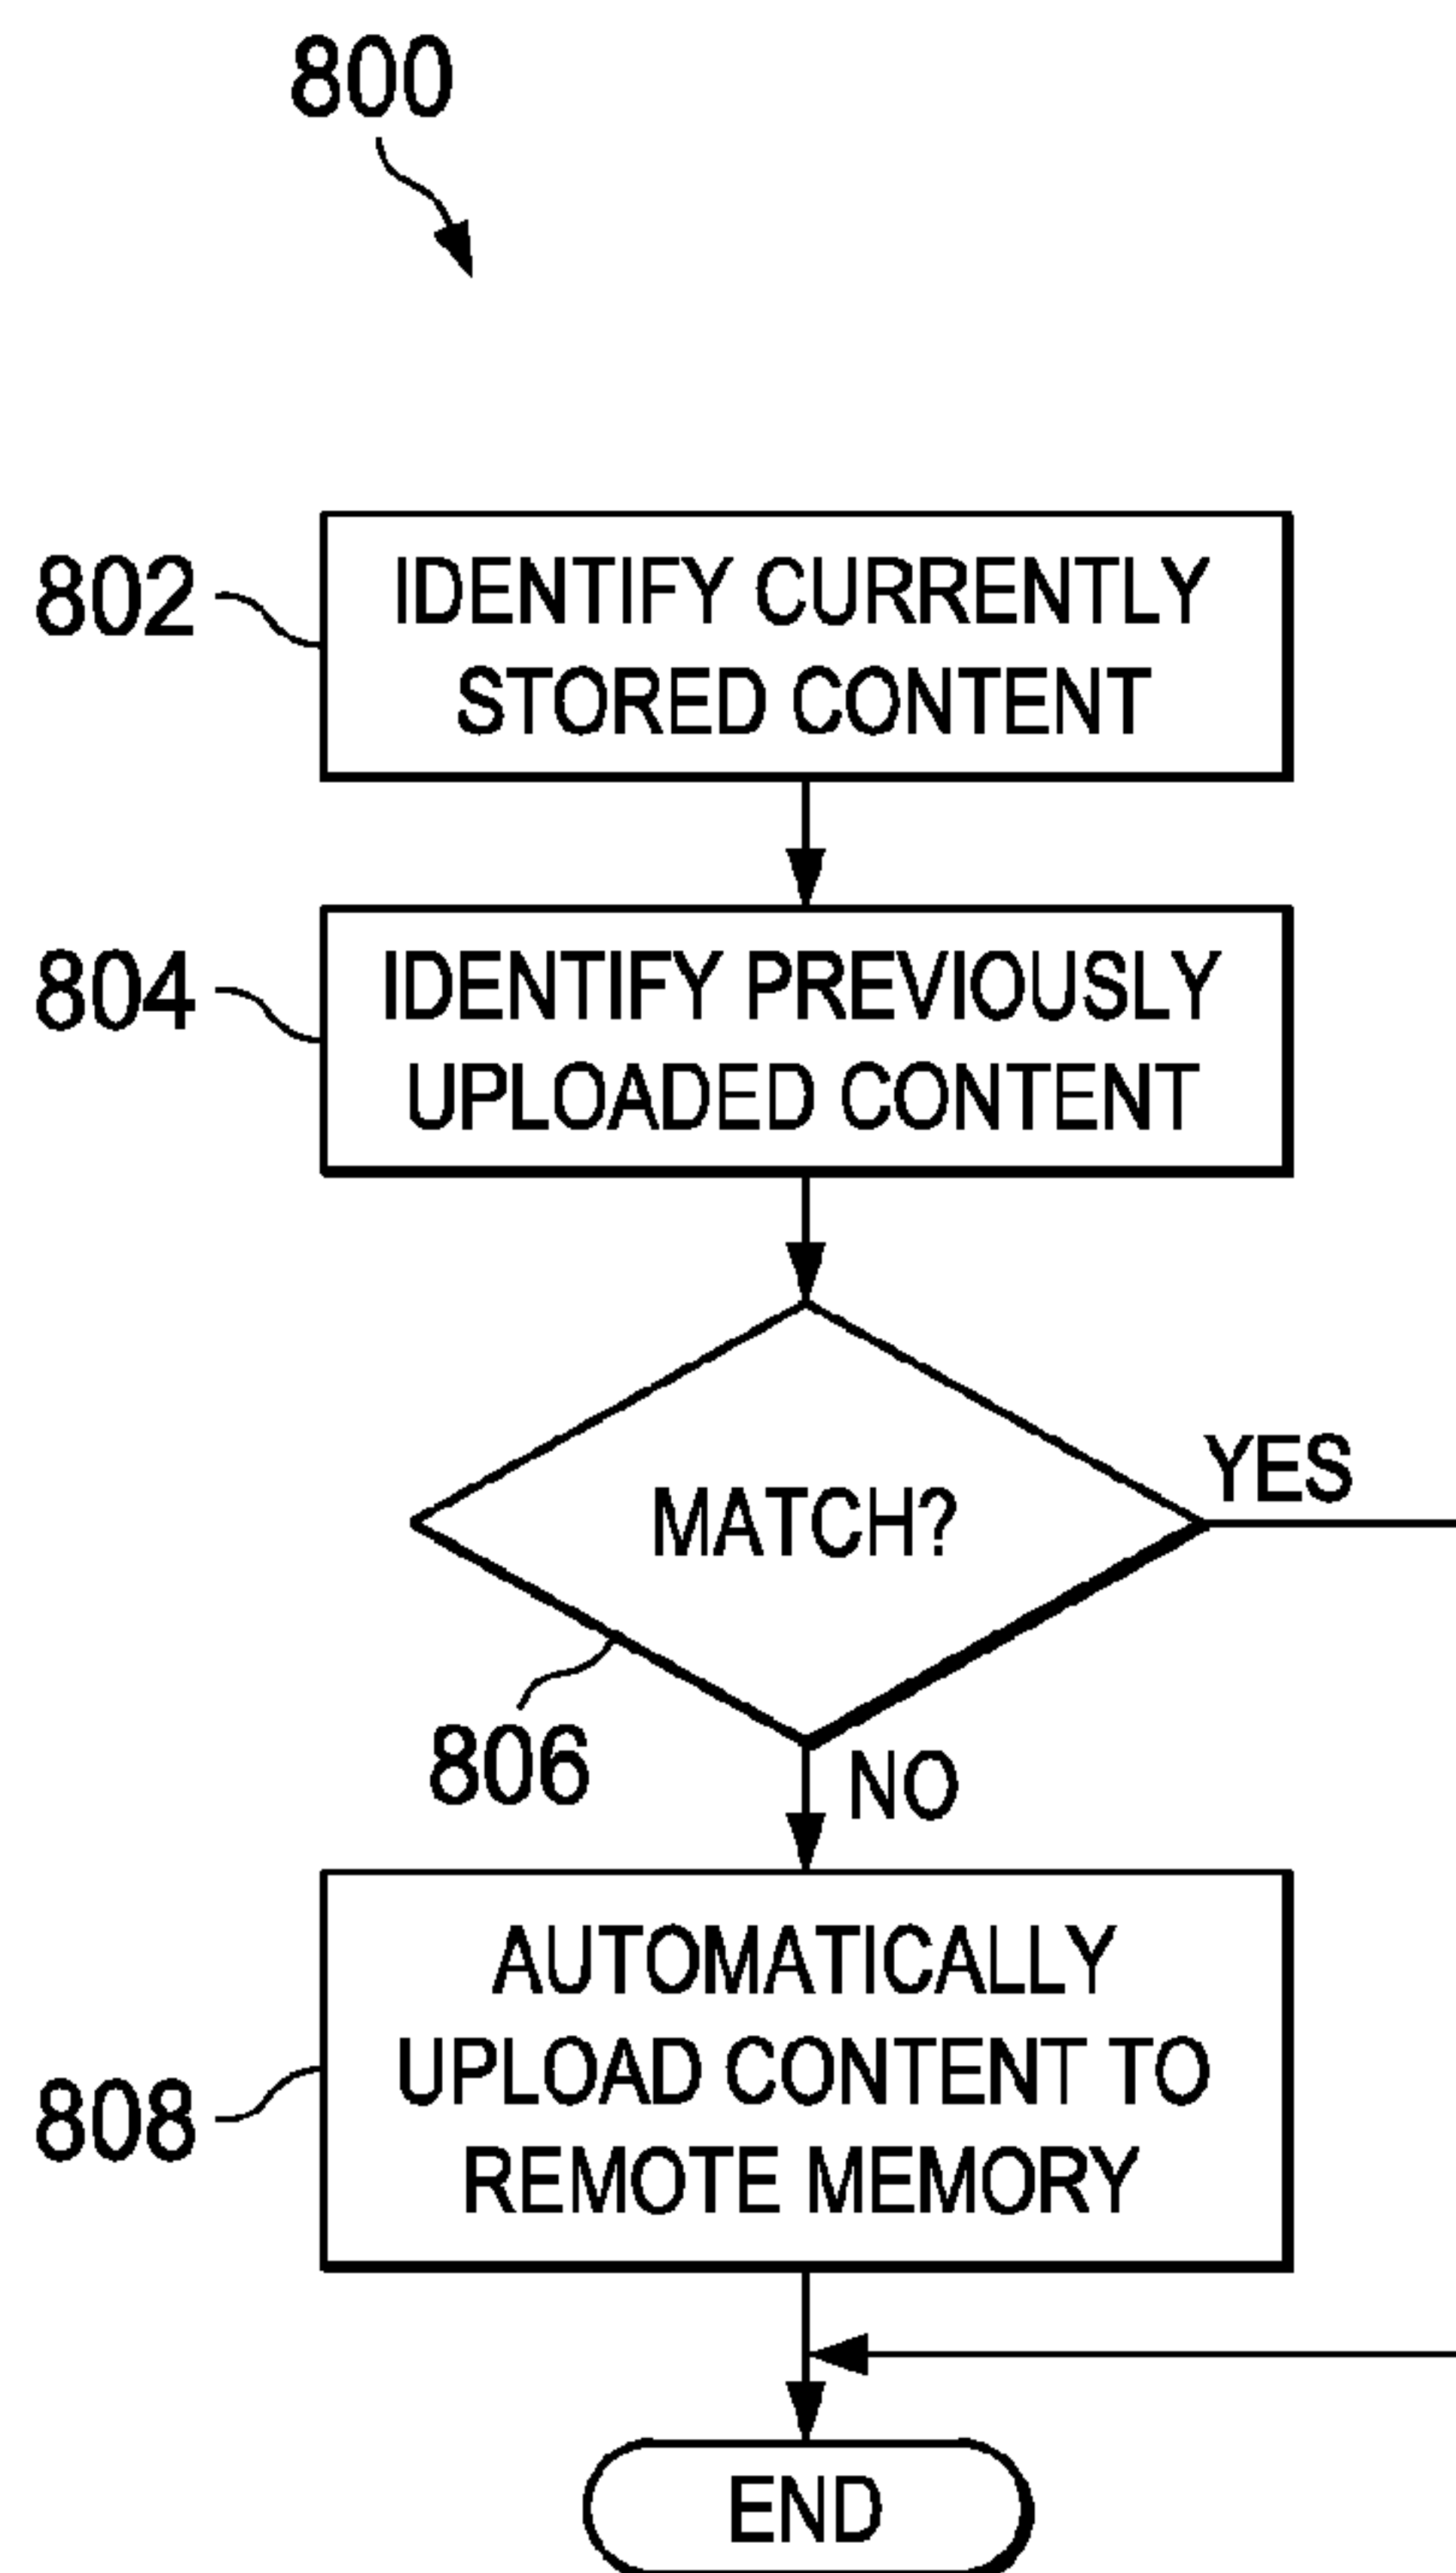 800
802
IDENTIFY CURRENTLY
STORED CONTENT
804
IDENTIFY PREVIOUSLY
UPLOADED CONTENT
MATCH?
YES
806
NO
808
AUTOMATICALLY
UPLOAD CONTENT TO
REMOTE MEMORY
END